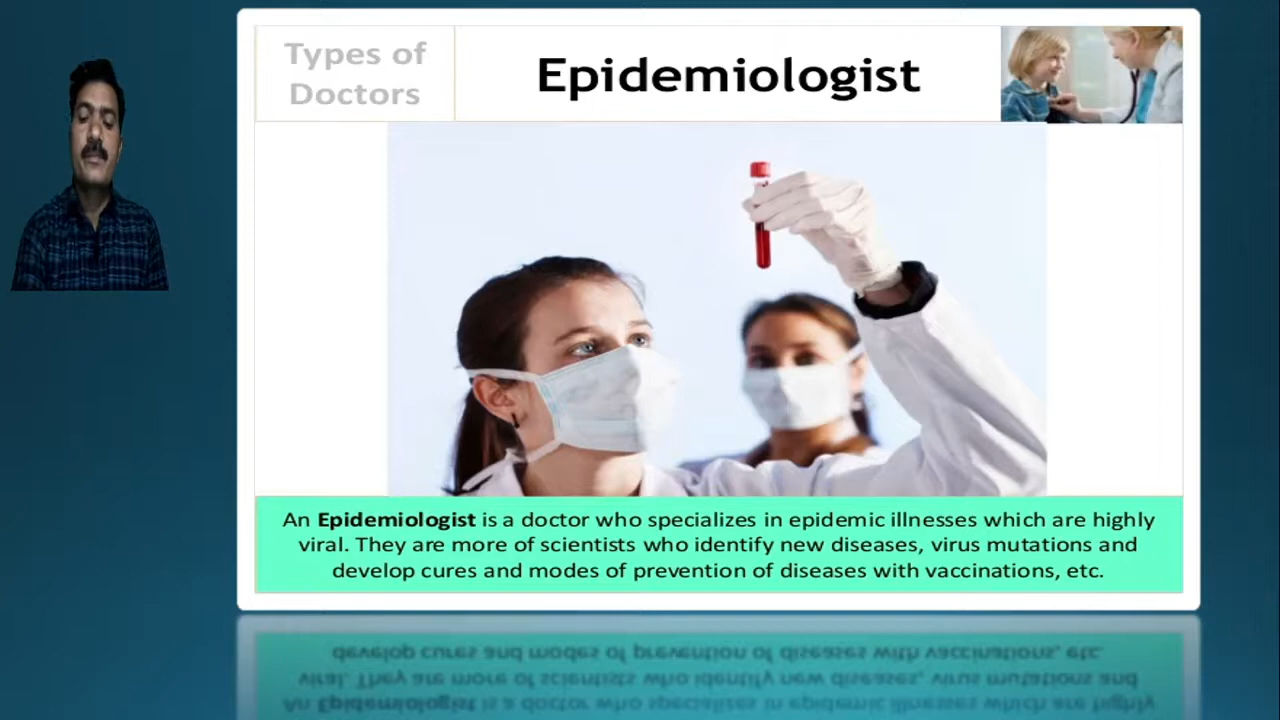 Types of
Doctors
Epidemiologist
An Epidemiologist is a doctor who specializes in epidemic illnesses which are highly
viral. They are more of scientists who identify new diseases, virus mutations and
develop cures and modes of prevention of diseases with vaccinations, etc.